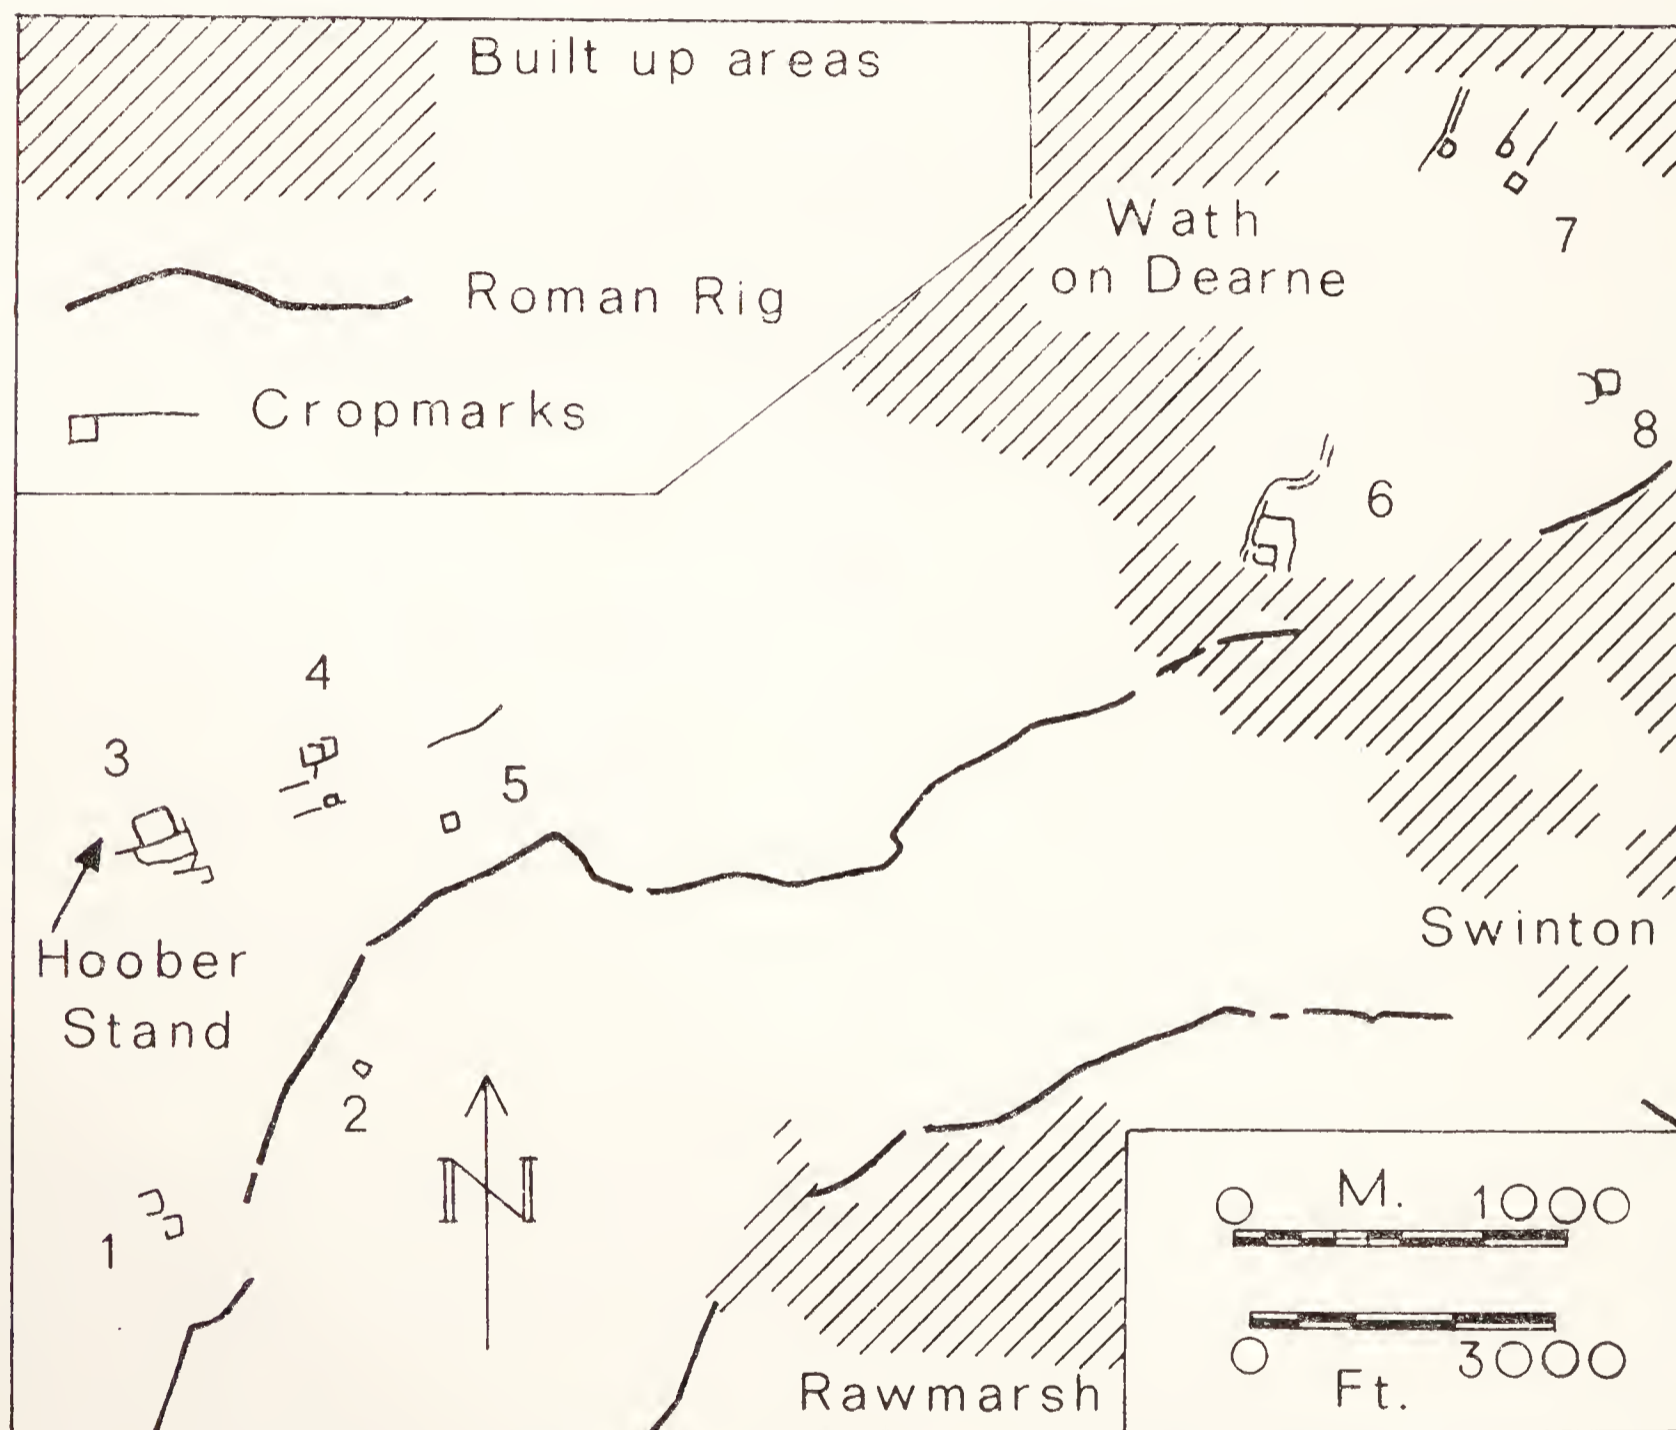 Built up areas
Roman Rig
Cropmarks
Wath
on Dearne
7
8
6
4
3
5
Hoober
Stand
Swinton
2
N
1
M.
0 1000
0 3000
Ft.
Rawmarsh